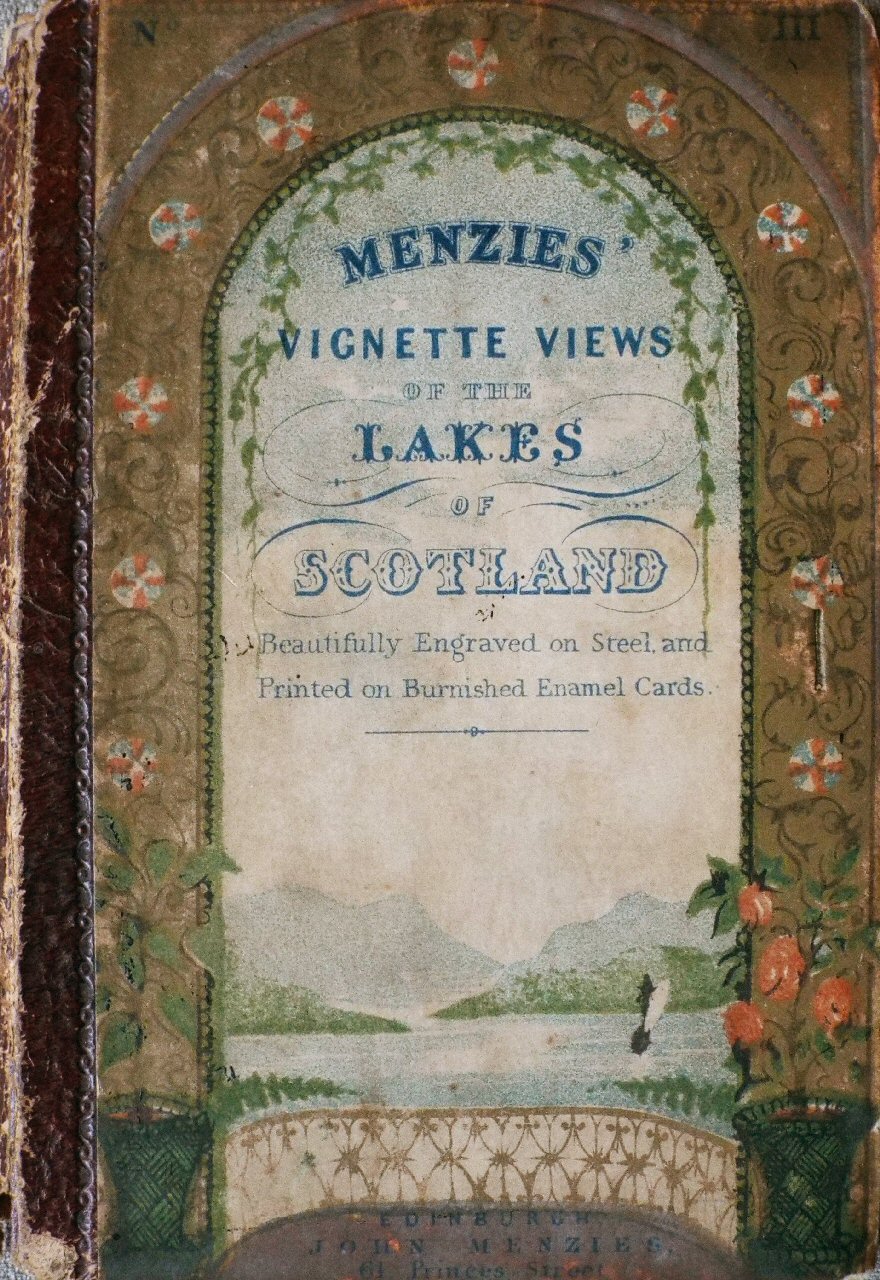 No III
MENZIES'
VIGNETTE VIEWS
OF THE
LAKES
OF
SCOTLAND
Beautifully Engraved on Steel, and
Printed on Burnished Enamel Cards.
EDINBURGH
JOHN MENZIES,
61 Princes Street